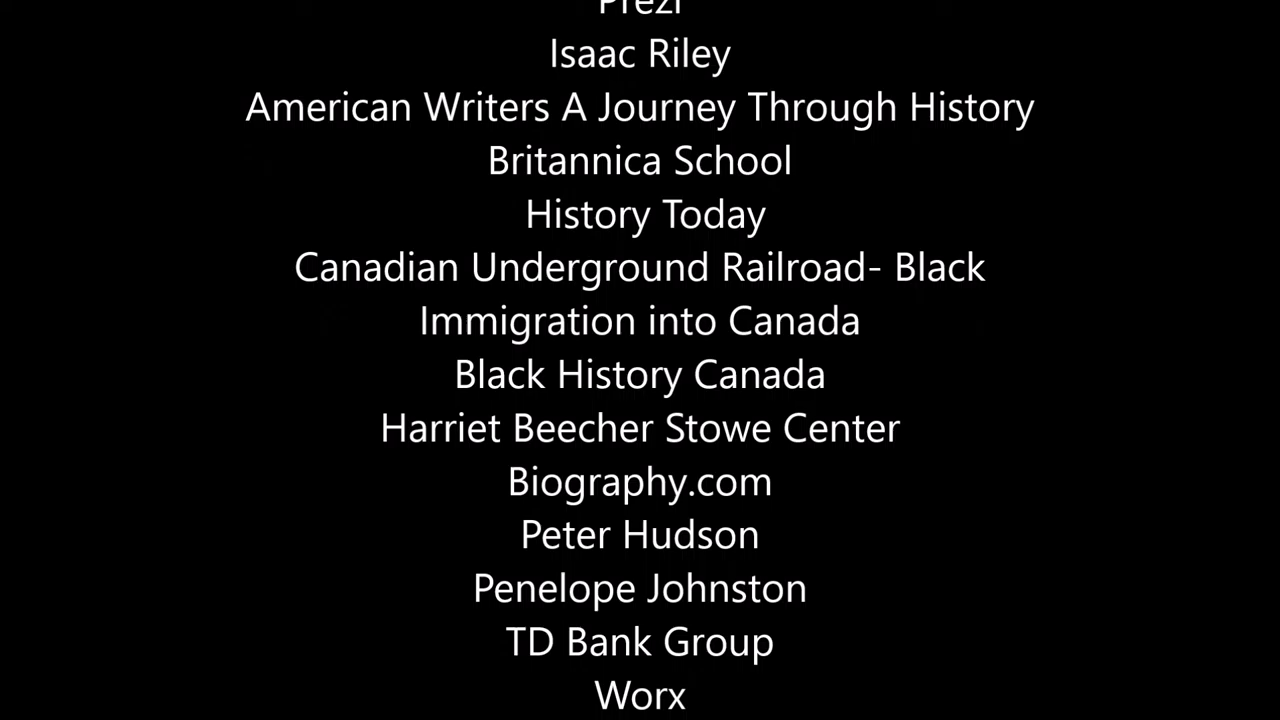 Prezi
Isaac Riley
American Writers A Journey Through History
Britannica School
History Today
Canadian Underground Railroad- Black
Immigration into Canada
Black History Canada
Harriet Beecher Stowe Center
Biography.com
Peter Hudson
Penelope Johnston
TD Bank Group
Worx